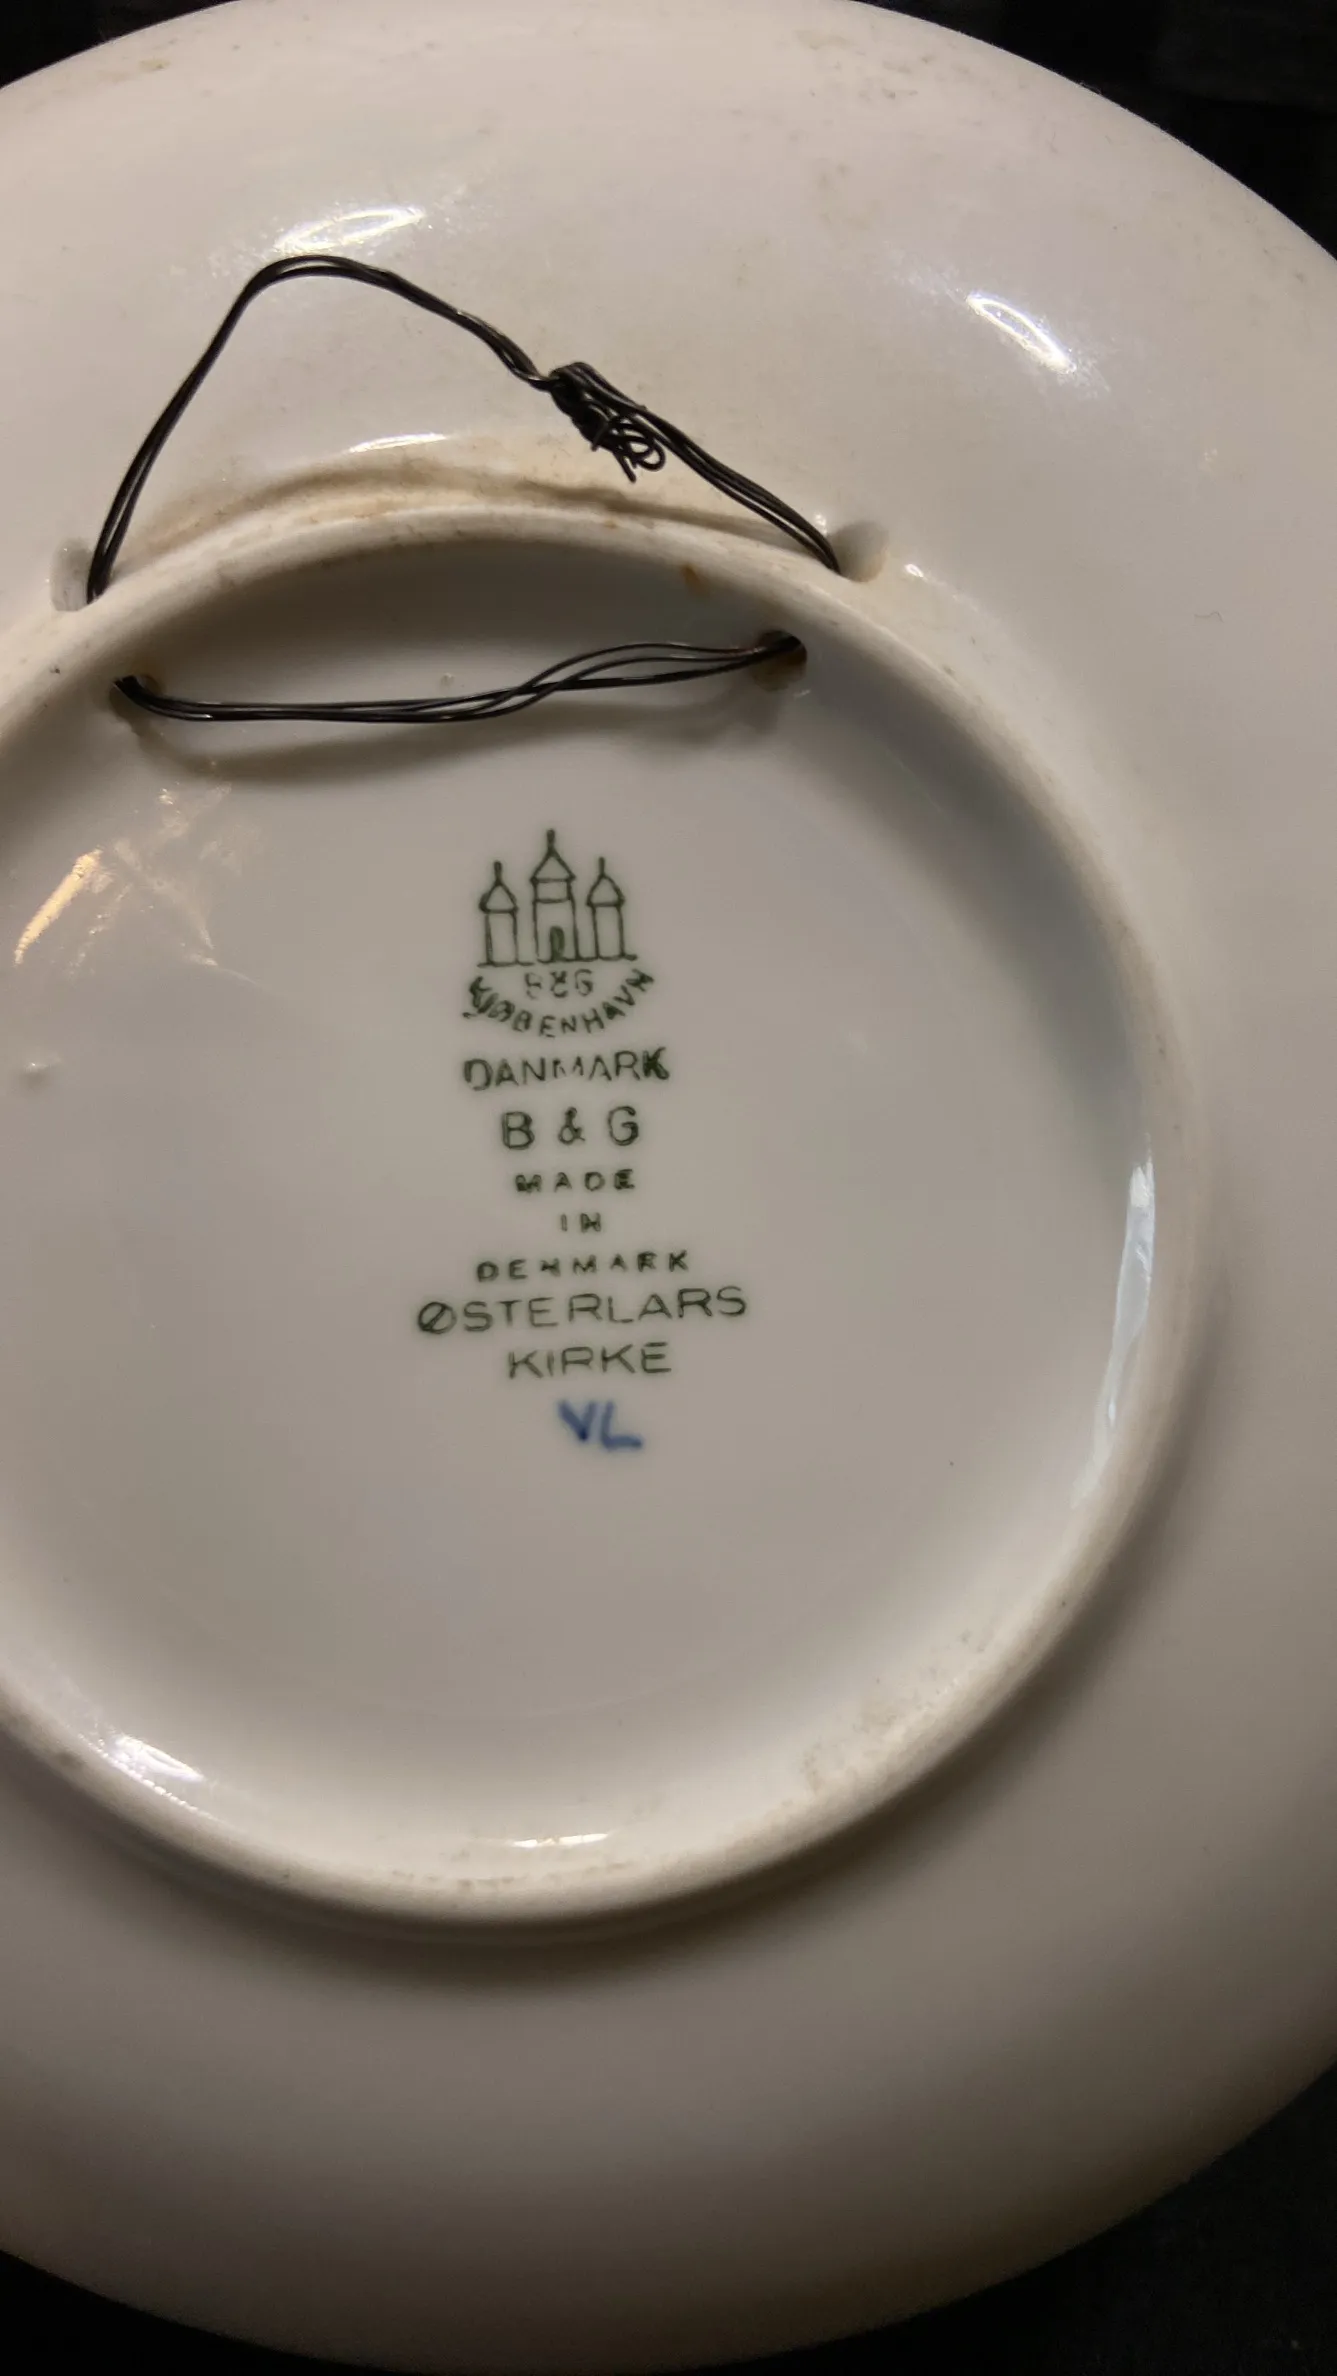 B&G
KJØBENHAVN
DANMARK
B & G
MADE
IN
DENMARK
ØSTERLARS
KIRKE
VL